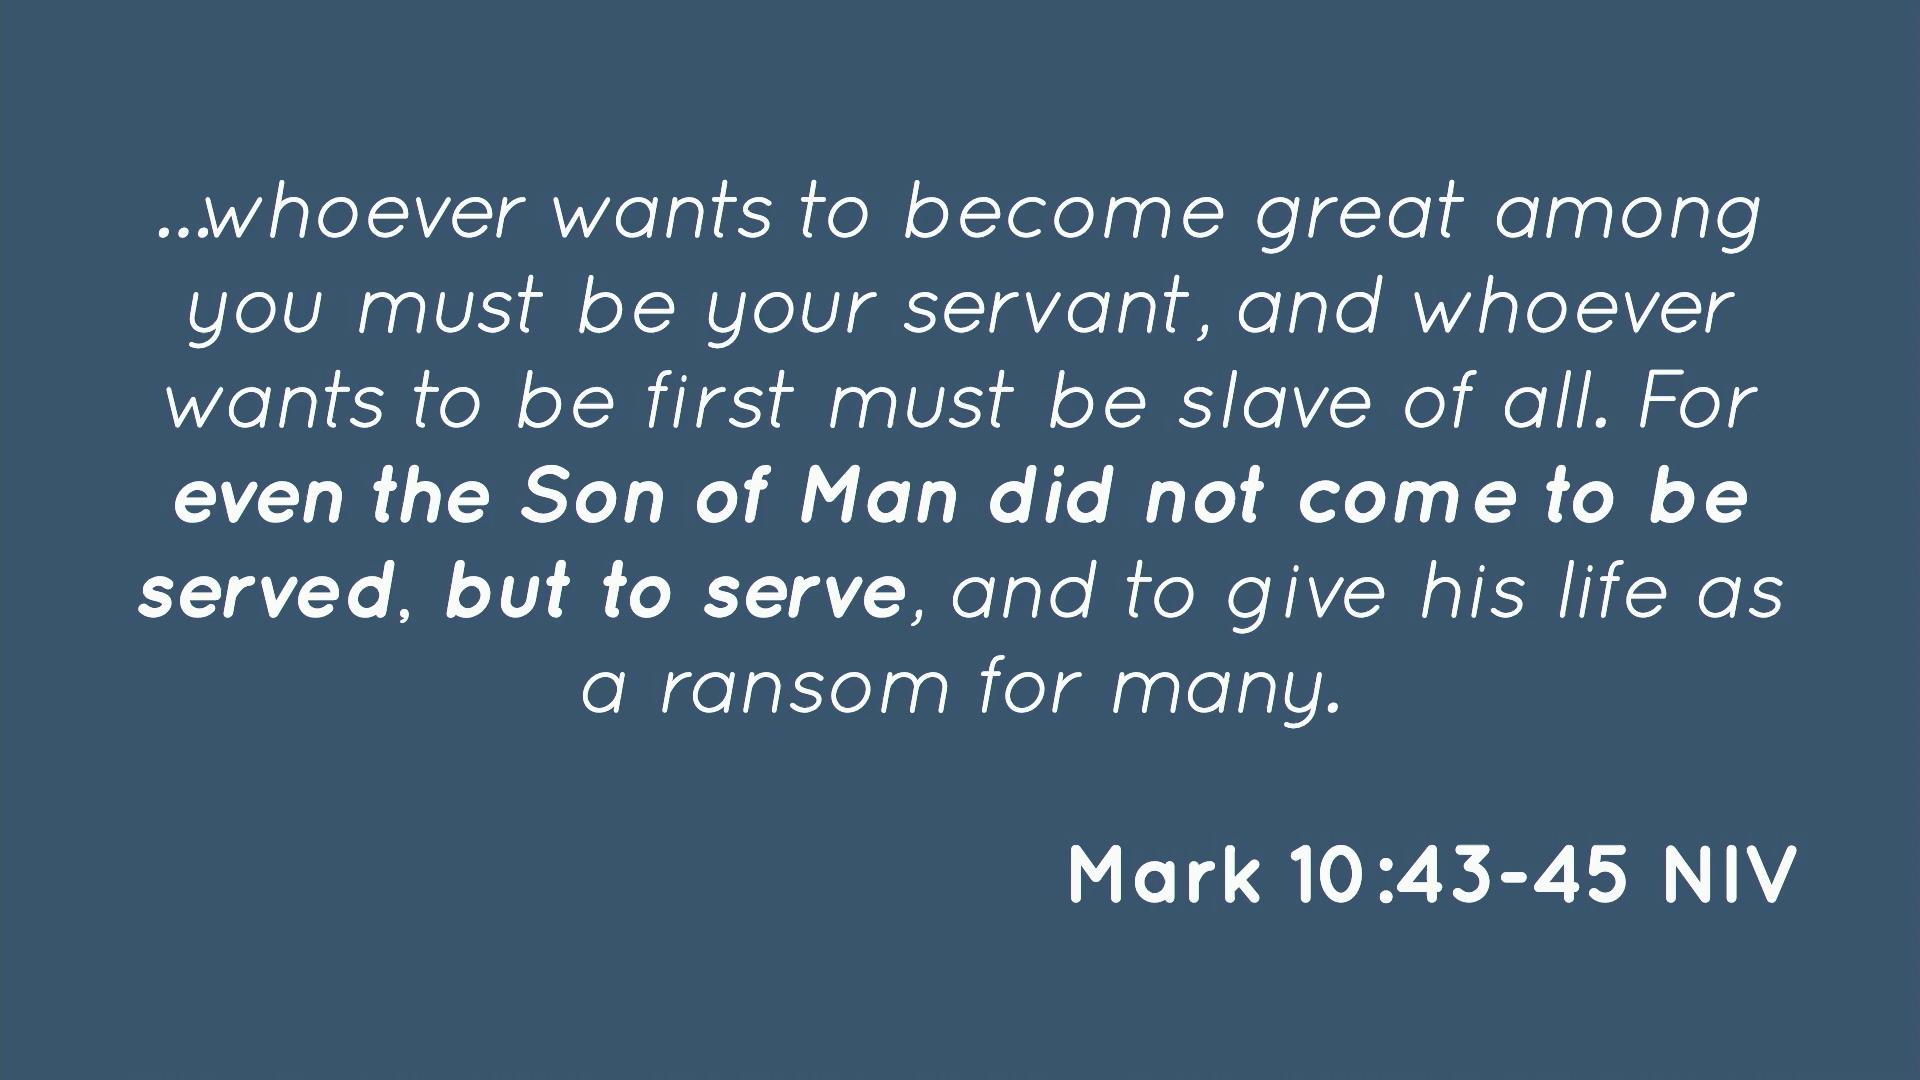 ...whoever wants to become great among
you must be your servant, and whoever
wants to be first must be slave of all. For
even the Son of Man did not come to be
served, but to serve, and to give his life as
a ransom for many.
Mark 10:43-45 NIV